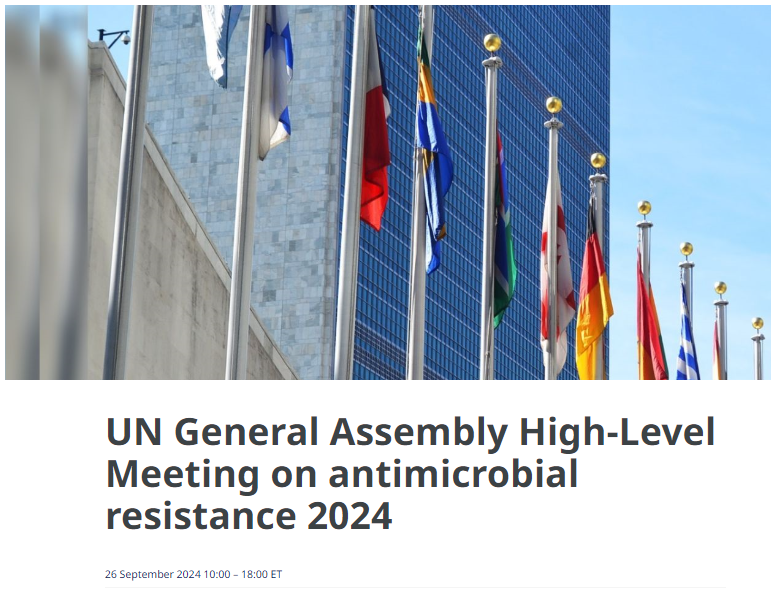 UN General Assembly High-Level
Meeting on antimicrobial
resistance 2024
26 September 2024 10:00 – 18:00 ET